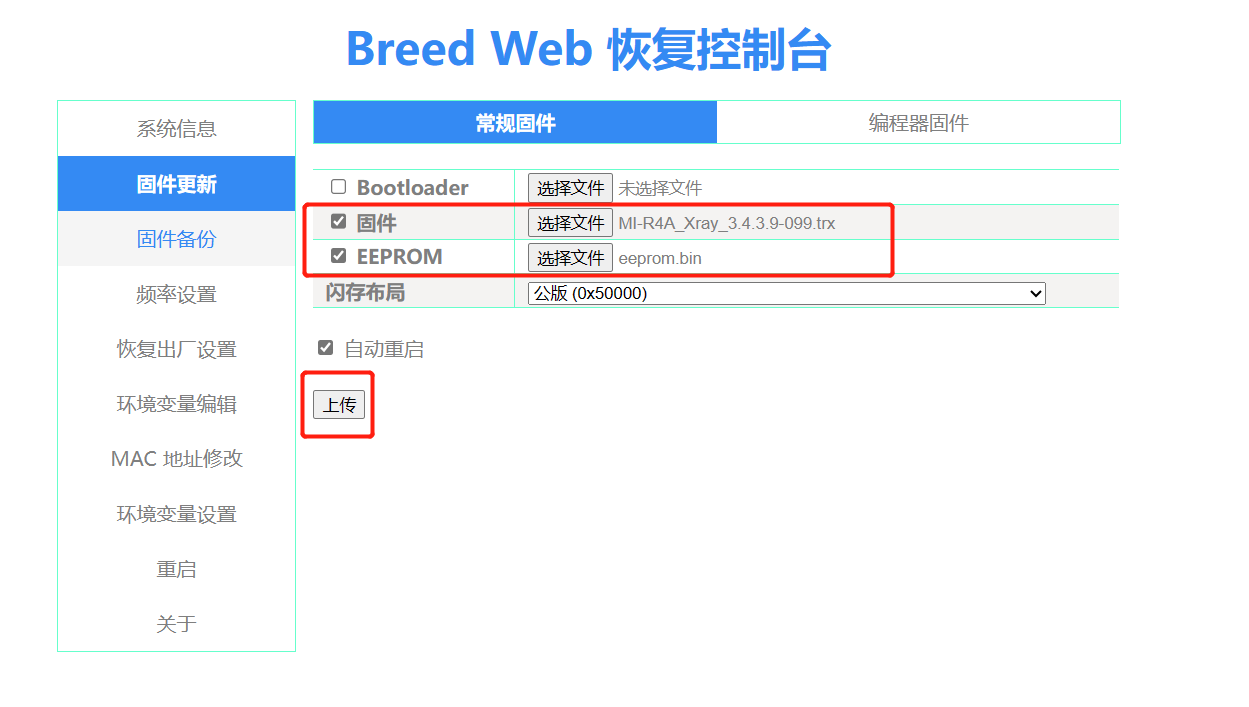 Breed Web 恢复控制台
系统信息
固件更新
固件备份
频率设置
恢复出厂设置
环境变量编辑
MAC 地址修改
环境变量设置
重启
关于
常规固件 编程器固件
Bootloader 选择文件 未选择文件
固件 选择文件 MI-R4A_Xray_3.4.3.9-099.trx
EEPROM 选择文件 eeprom.bin
闪存布局 公版 (0x50000)
自动重启
上传